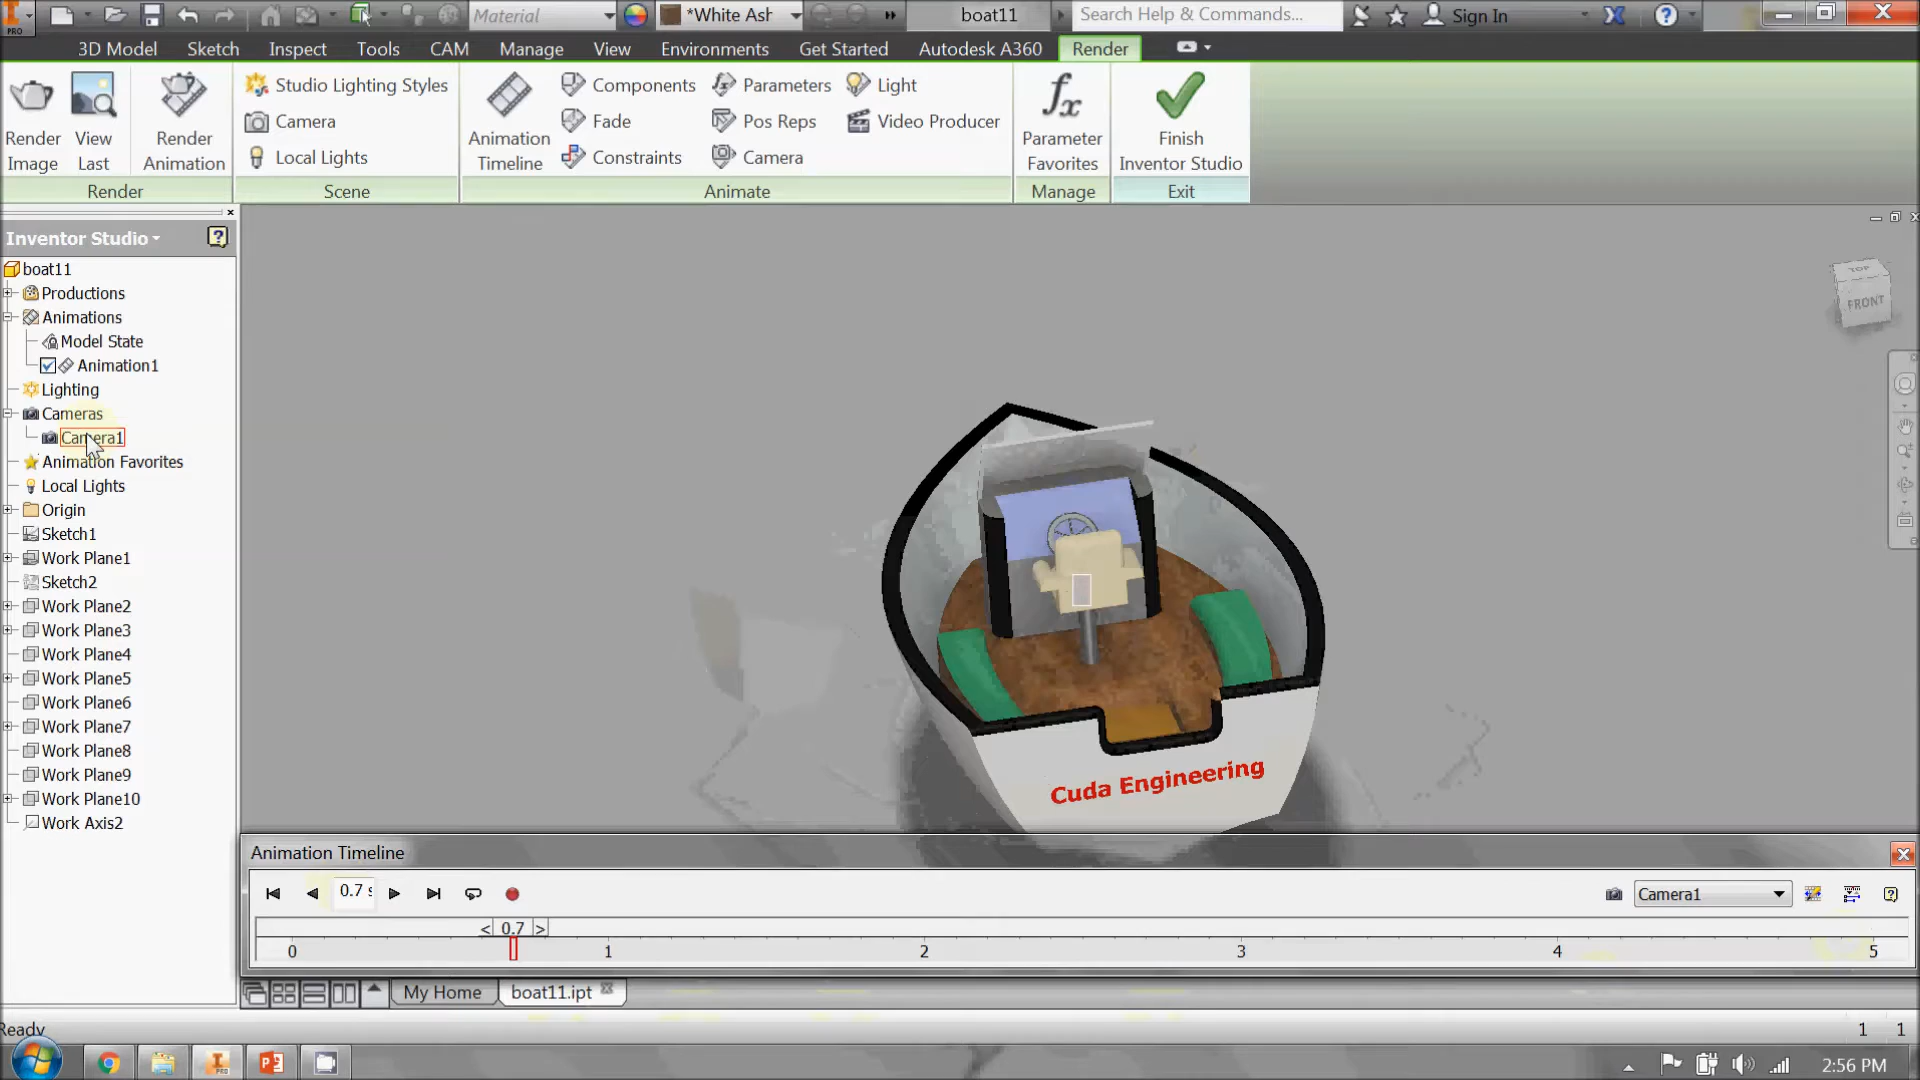 Material
*White Ash
boat11
Search Help & Commands...
Sign In
PRO
3D Model
Sketch
Inspect
Tools
CAM
Manage
View
Environments
Get Started
Autodesk A360
Render
Render Image
View Last
Render Animation
Studio Lighting Styles
Camera
Local Lights
Animation Timeline
Components
Fade
Constraints
Parameters
Pos Reps
Camera
Light
Video Producer
fx
Parameter Favorites
Finish Inventor Studio
Render
Scene
Animate
Manage
Exit
Inventor Studio
boat11
Productions
Animations
Model State
Animation1
Lighting
Cameras
Camera1
Animation Favorites
Local Lights
Origin
Sketch1
Work Plane1
Sketch2
Work Plane2
Work Plane3
Work Plane4
Work Plane5
Work Plane6
Work Plane7
Work Plane8
Work Plane9
Work Plane10
Work Axis2
TOP
FRONT
Cuda Engineering
Animation Timeline
0.7 s
Camera1
< 0.7 >
0 1 2 3 4 5
My Home
boat11.ipt
Ready
1 1
2:56 PM